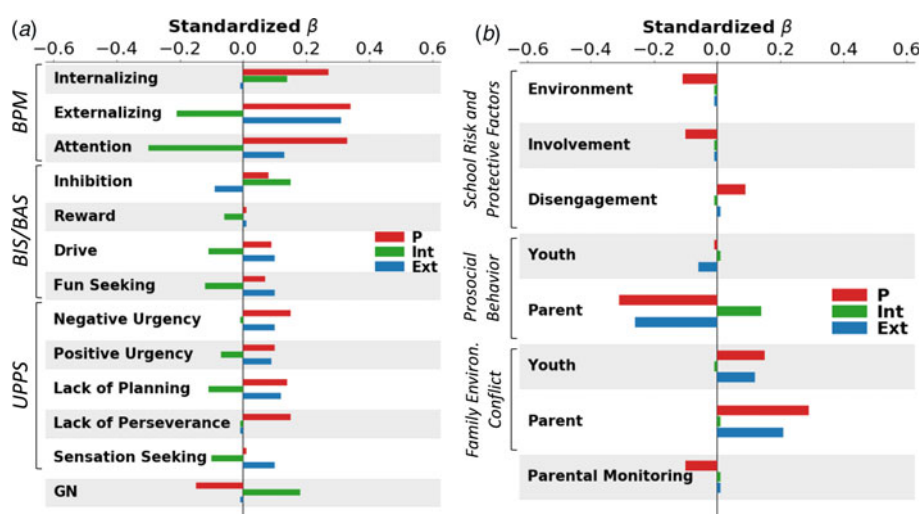 (a)
Standardized β
−0.6 −0.4 −0.2 0.0 0.2 0.4 0.6
BPM
Internalizing
Externalizing
Attention
BIS/BAS
Inhibition
Reward
Drive
Fun Seeking
UPPS
Negative Urgency
Positive Urgency
Lack of Planning
Lack of Perseverance
Sensation Seeking
GN
P
Int
Ext
(b)
Standardized β
−0.6 −0.4 −0.2 0.0 0.2 0.4 0.6
School Risk and
Protective Factors
Environment
Involvement
Disengagement
Prosocial
Behavior
Youth
Parent
Family Environ.
Conflict
Youth
Parent
Parental Monitoring
P
Int
Ext